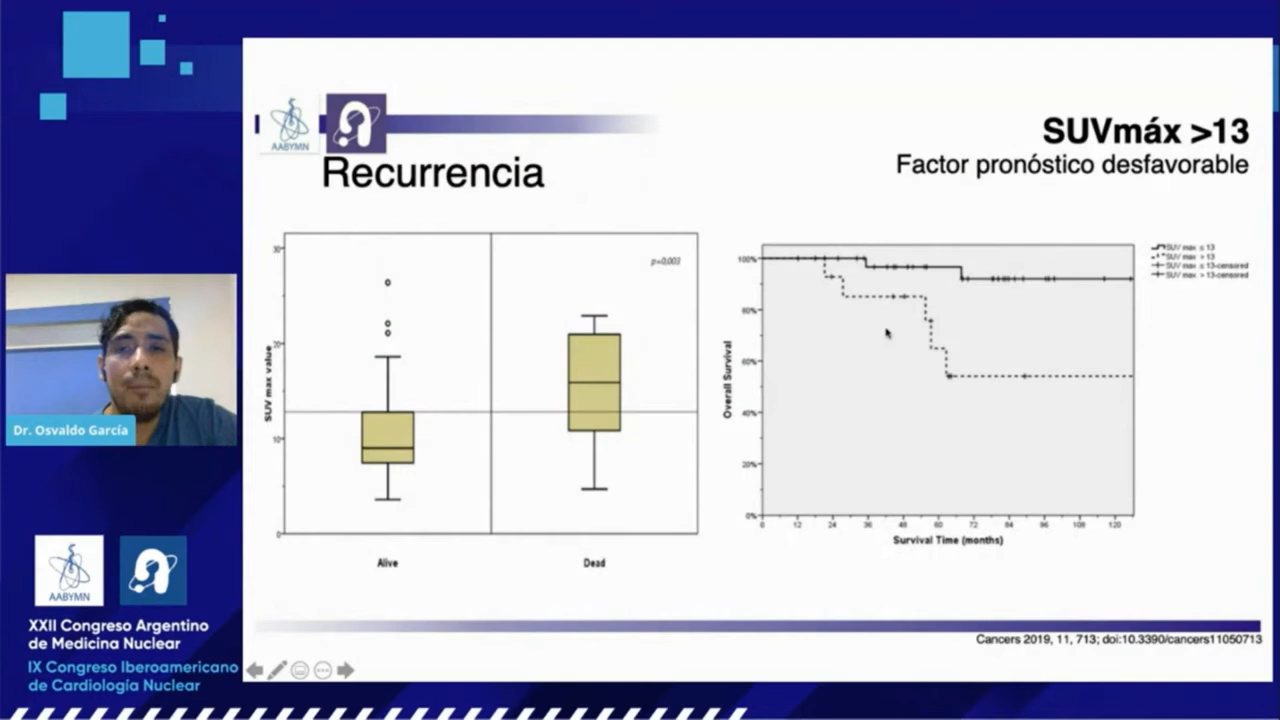 AABYMN
Recurrencia
SUVmáx >13
Factor pronóstico desfavorable
p=0,003
SUV max value
30
20
10
0
Alive
Dead
Overall Survival
100%
80%
60%
40%
20%
0%
0 12 24 36 48 60 72 84 96 108 120
Survival Time (months)
SUV max ≤ 13
SUV max > 13
SUV max ≤ 13-censored
SUV max > 13-censored
Cancers 2019, 11, 713; doi:10.3390/cancers11050713
Dr. Osvaldo García
AABYMN
XXII Congreso Argentino
de Medicina Nuclear
IX Congreso Iberoamericano
de Cardiología Nuclear